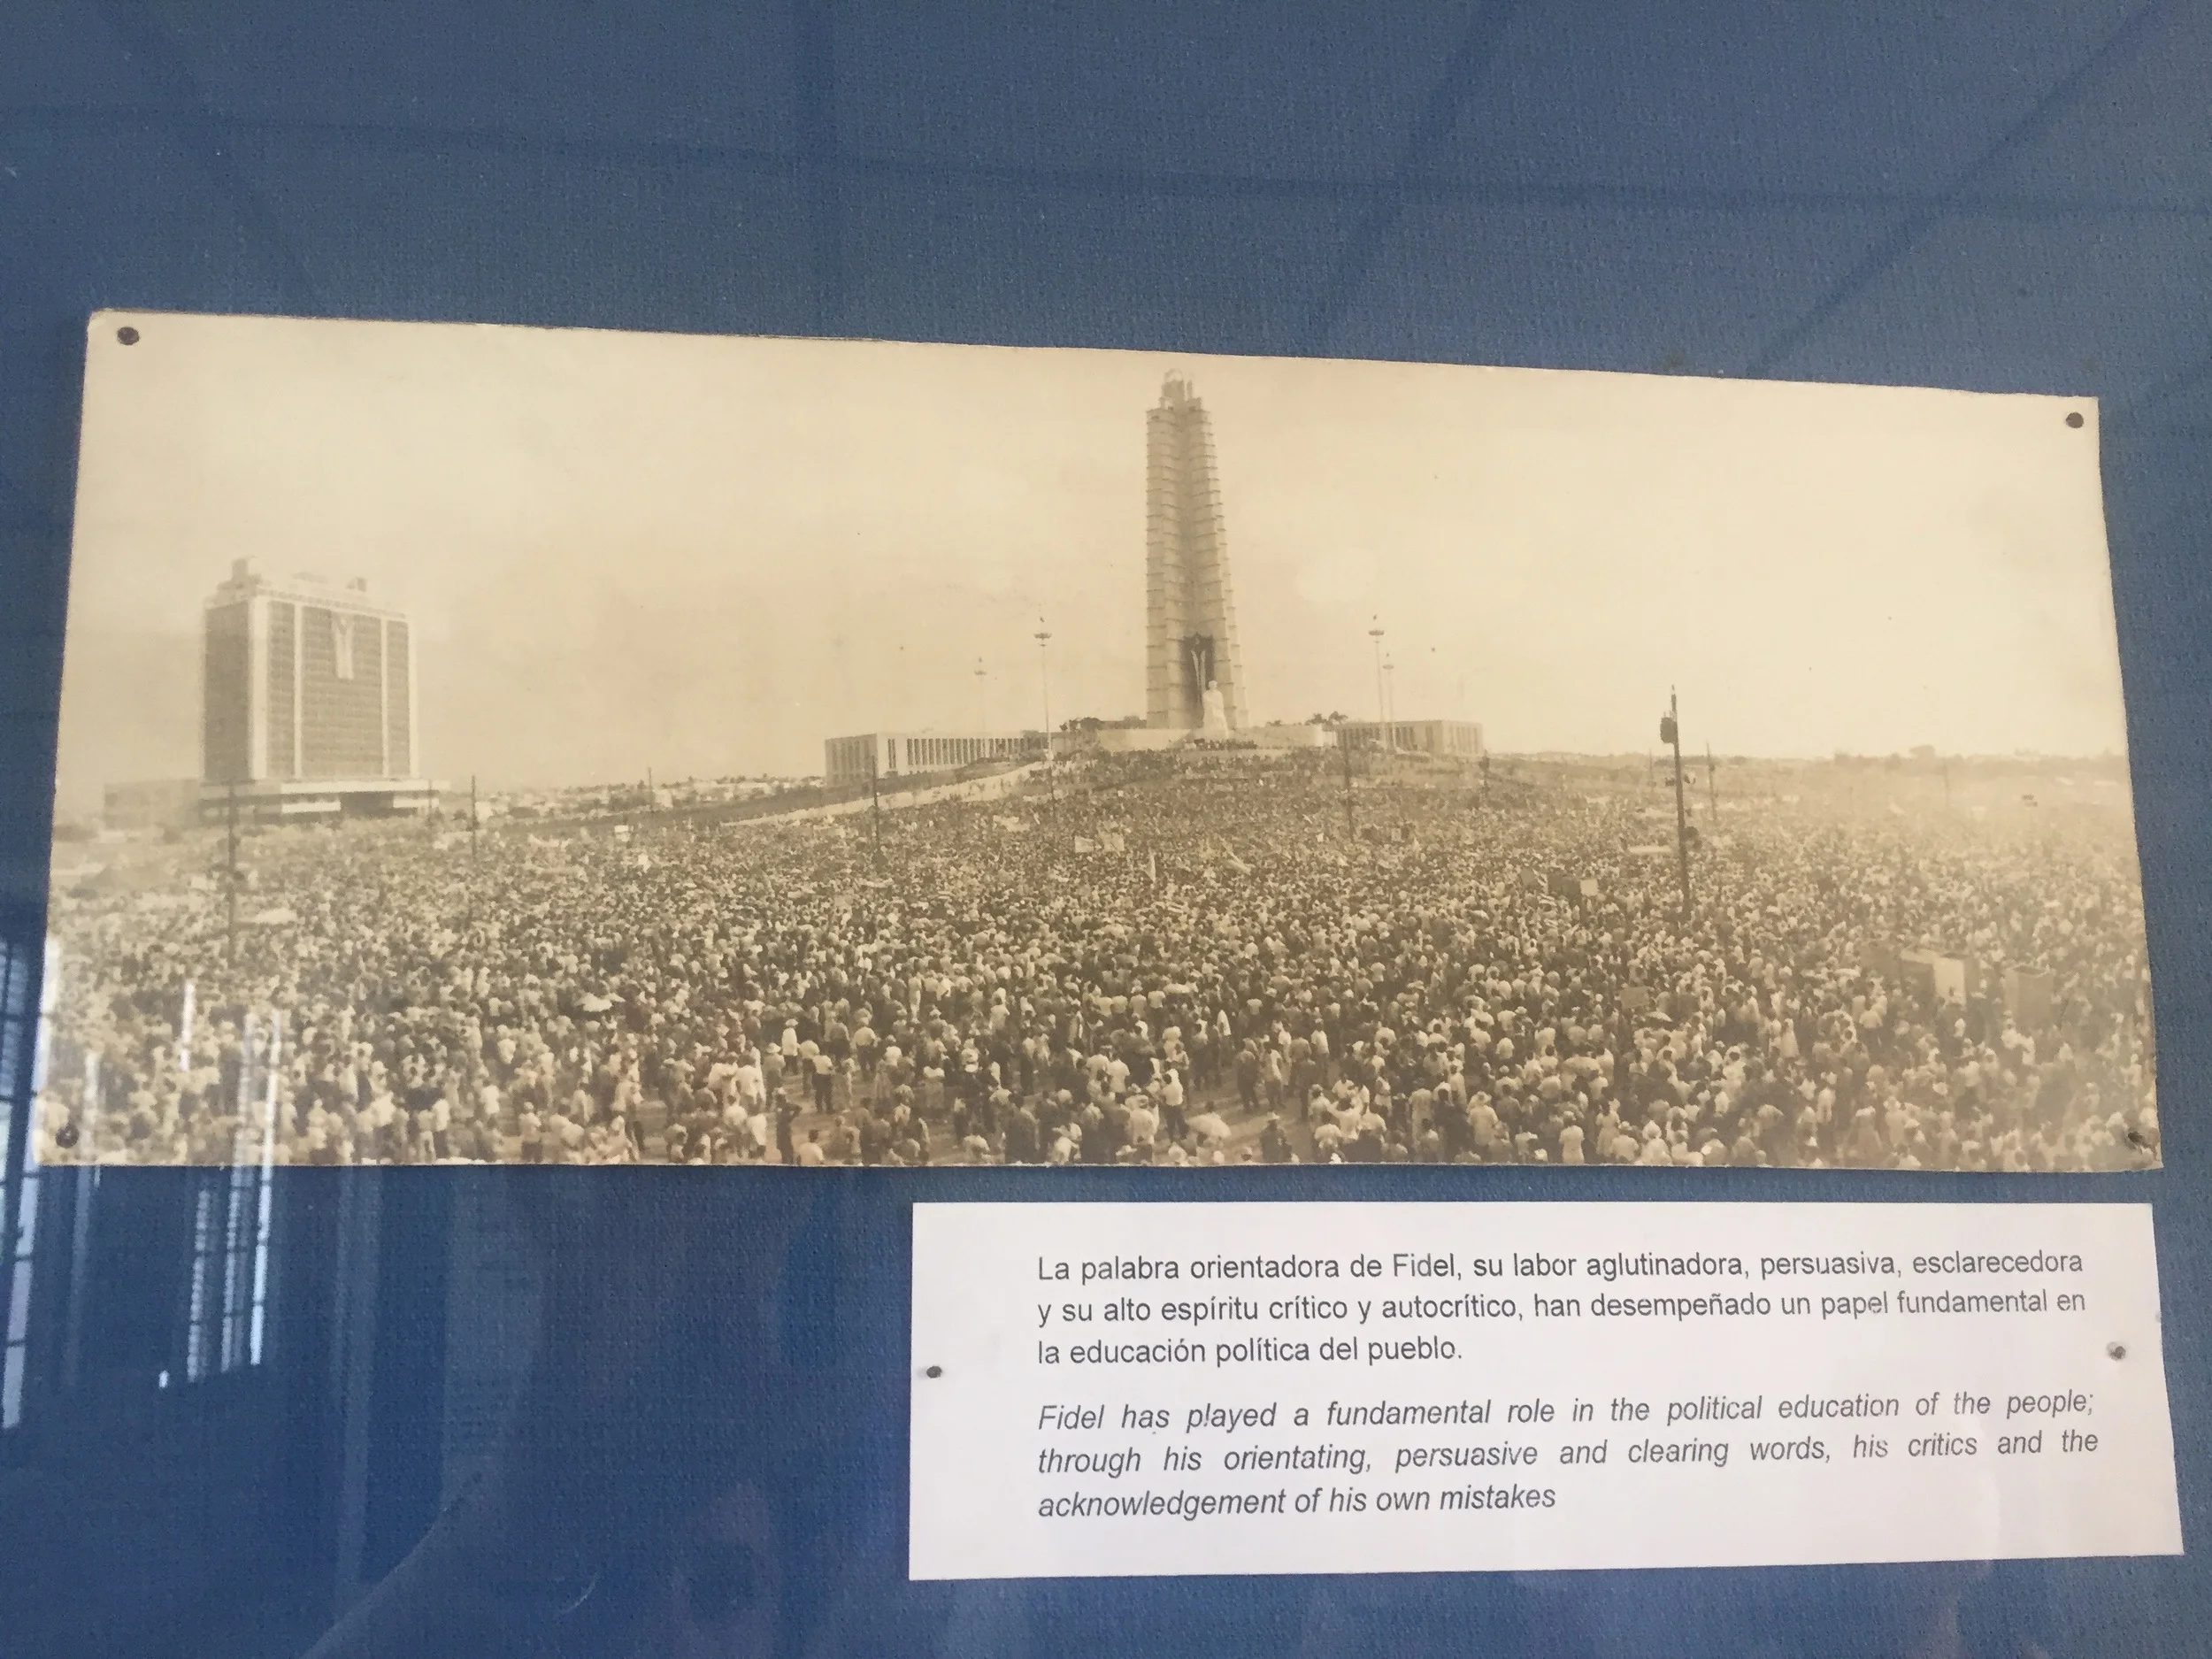 La palabra orientadora de Fidel, su labor aglutinadora, persuasiva, esclarecedora
y su alto espíritu crítico y autocrítico, han desempeñado un papel fundamental en
la educación política del pueblo.
Fidel has played a fundamental role in the political education of the people;
through his orientating, persuasive and clearing words, his critics and the
acknowledgement of his own mistakes